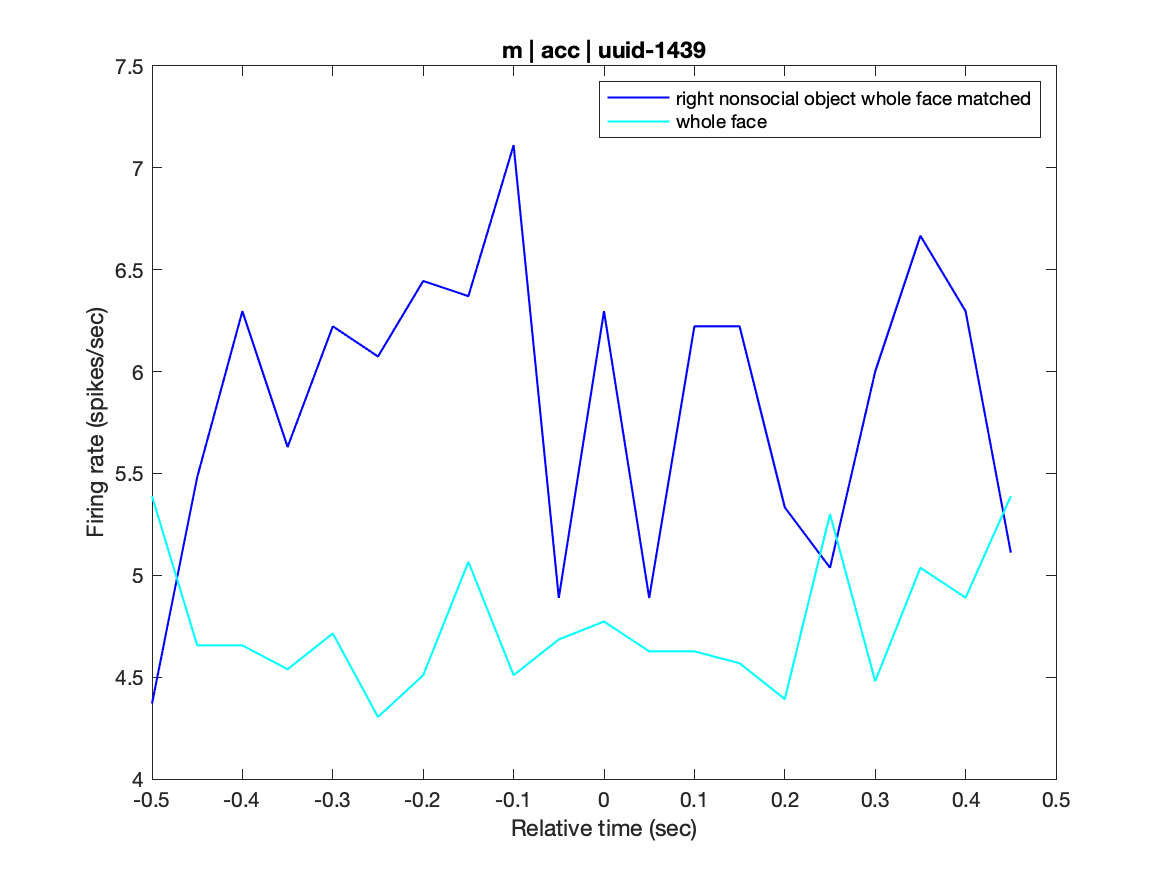 m | acc | uuid-1439
right nonsocial object whole face matched
whole face
Firing rate (spikes/sec)
7.5
7
6.5
6
5.5
5
4.5
4
-0.5 -0.4 -0.3 -0.2 -0.1 0 0.1 0.2 0.3 0.4 0.5
Relative time (sec)